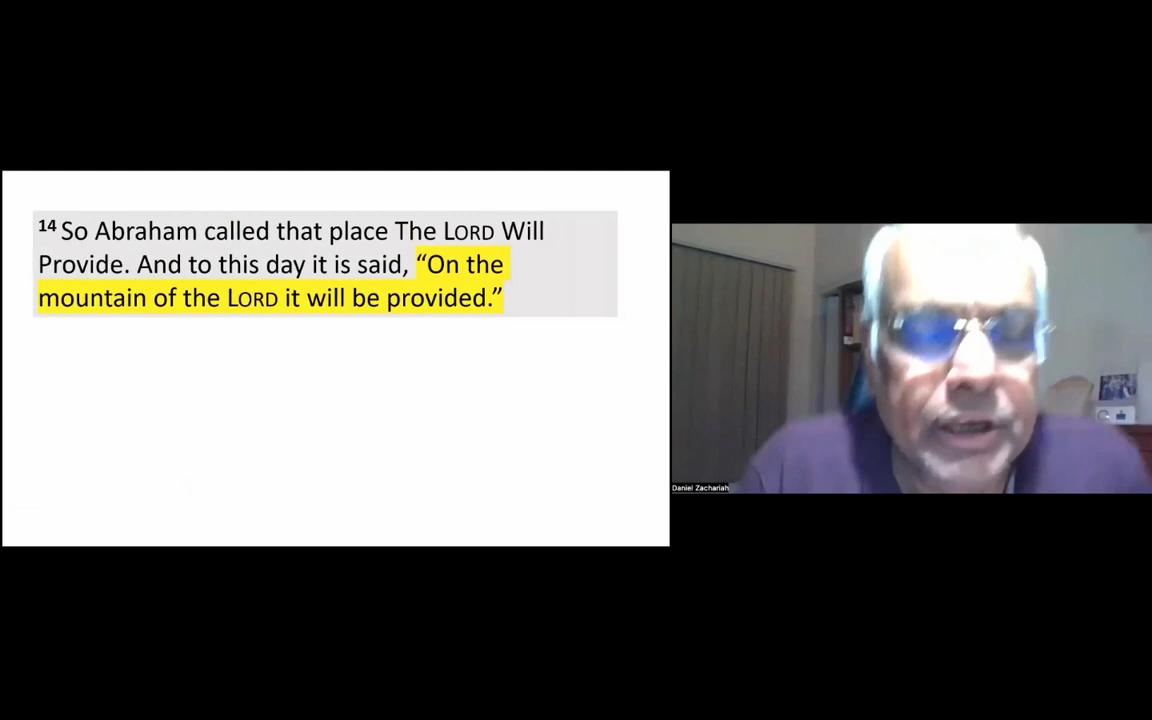 14 So Abraham called that place The LORD Will
Provide. And to this day it is said, “On the
mountain of the LORD it will be provided.”
Daniel Zachariah